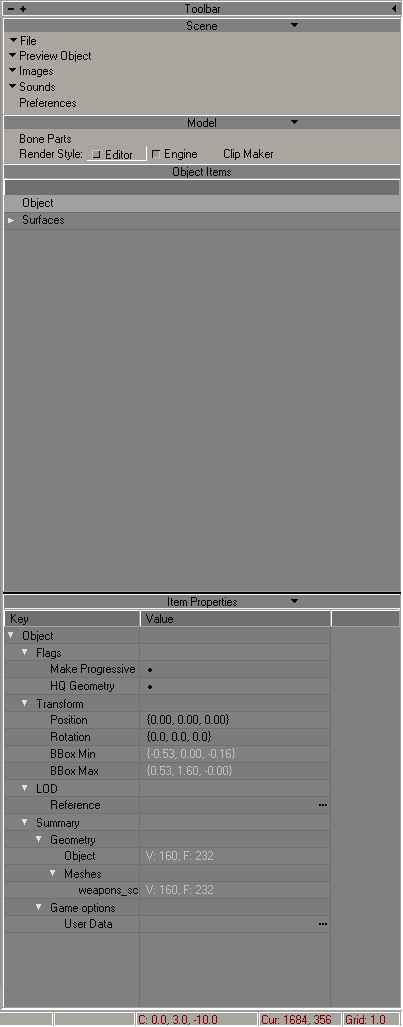 Toolbar
Scene
File
Preview Object
Images
Sounds
Preferences
Model
Bone Parts
Render Style: Editor Engine Clip Maker
Object Items
Object
Surfaces
Item Properties
Key Value
Object
Flags
Make Progressive
HQ Geometry
Transform
Position {0.00, 0.00, 0.00}
Rotation {0.0, 0.0, 0.0}
BBox Min {-0.53, 0.00, -0.16}
BBox Max {0.53, 1.60, -0.00}
LOD
Reference ...
Summary
Geometry
Object V: 160, F: 232
Meshes
weapons_sc V: 160, F: 232
Game options
User Data ...
C: 0.0, 3.0, -10.0 Cur: 1684, 356 Grid: 1.0